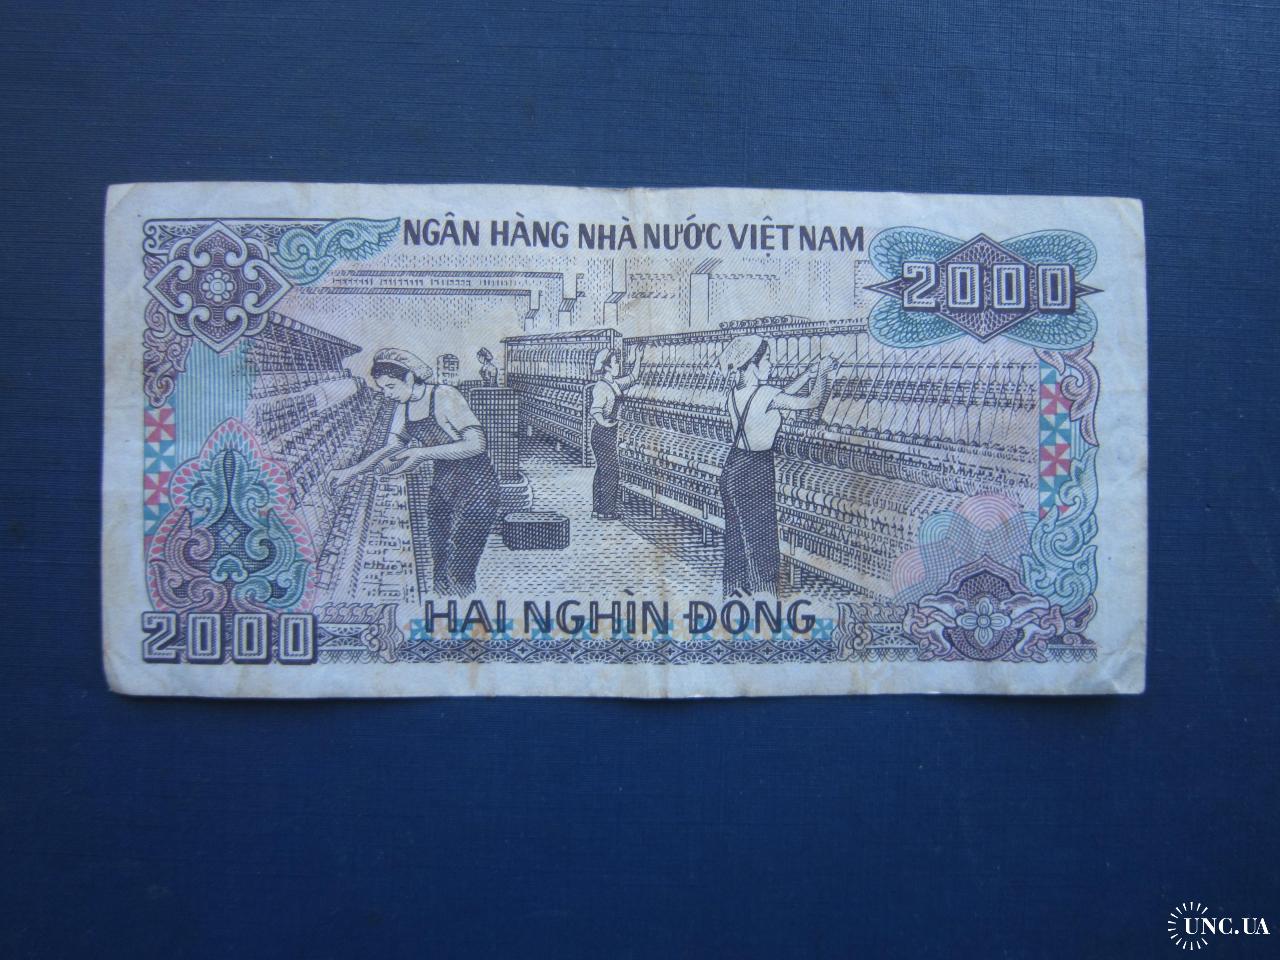 NGÂN HÀNG NHÀ NƯỚC VIỆT NAM
2000
HAI NGHÌN ĐỒNG
2000
UNC.UA